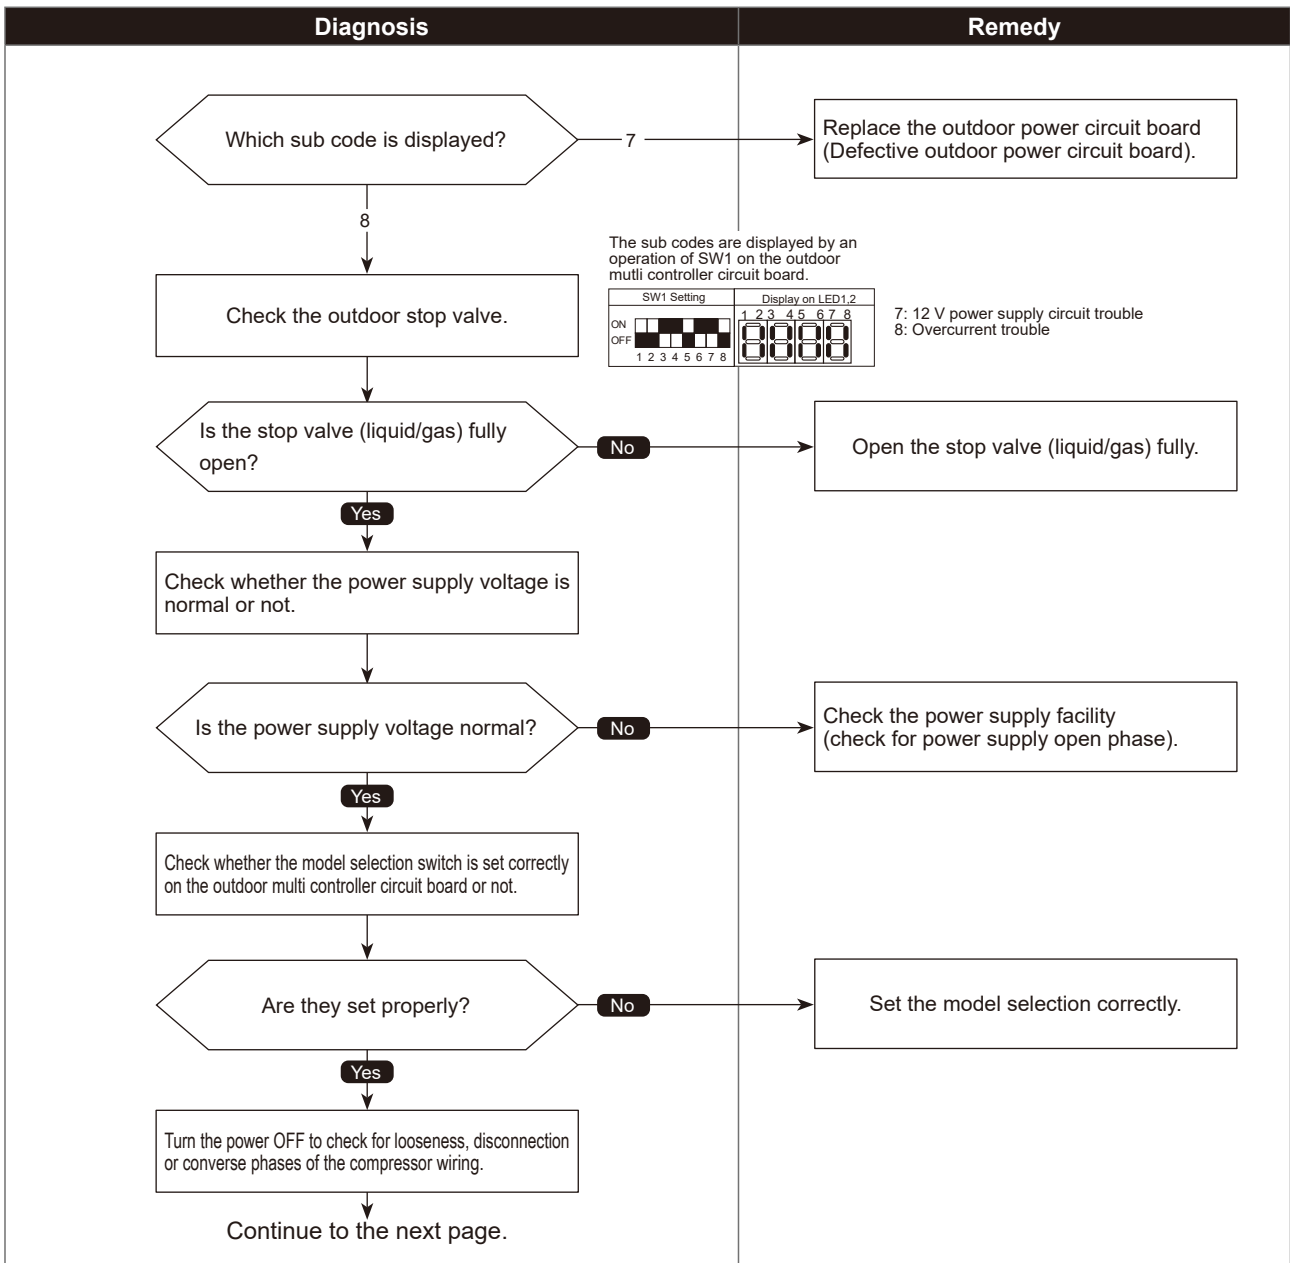 Diagnosis
Remedy
Which sub code is displayed?
7
Replace the outdoor power circuit board
(Defective outdoor power circuit board).
8
The sub codes are displayed by an
operation of SW1 on the outdoor
mutli controller circuit board.
SW1 Setting
Display on LED1,2
ON
OFF
1 2 3 4 5 6 7 8
1 2 3 4 5 6 7 8
7: 12 V power supply circuit trouble
8: Overcurrent trouble
Check the outdoor stop valve.
Is the stop valve (liquid/gas) fully
open?
No
Open the stop valve (liquid/gas) fully.
Yes
Check whether the power supply voltage is
normal or not.
Is the power supply voltage normal?
No
Check the power supply facility
(check for power supply open phase).
Yes
Check whether the model selection switch is set correctly
on the outdoor multi controller circuit board or not.
Are they set properly?
No
Set the model selection correctly.
Yes
Turn the power OFF to check for looseness, disconnection
or converse phases of the compressor wiring.
Continue to the next page.